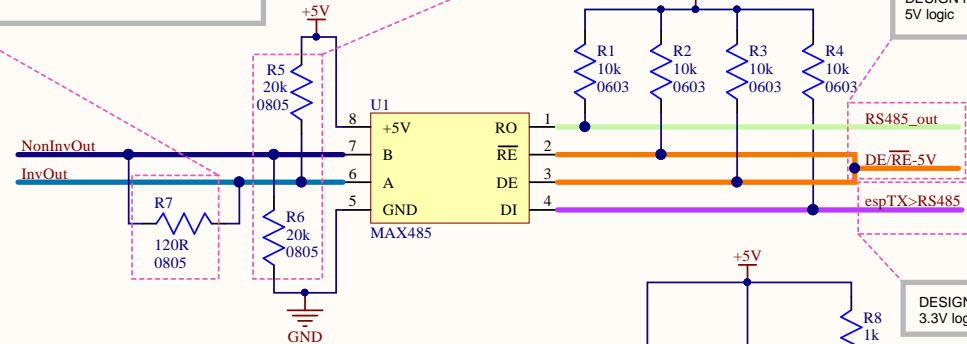 DESIGN
5V logic
+5V
R5
20k
0805
R1
10k
0603
R2
10k
0603
R3
10k
0603
R4
10k
0603
U1
8
+5V
RO
1
RS485_out
NonInvOut
7
B
RE
2
DE/RE-5V
InvOut
6
A
DE
3
5
GND
DI
4
espTX>RS485
MAX485
R7
120R
0805
R6
20k
0805
GND
+5V
R8
1k
DESIGN
3.3V log